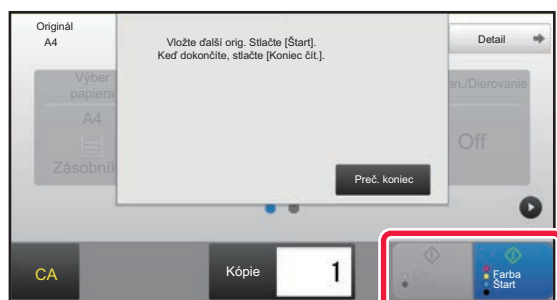 Originál
A4
Vložte ďalší orig. Stlačte [Štart].
Keď dokončíte, stlačte [Koniec čít.].
Detail
Výber
papiera
A4
Zásobník
an./Dierovanie
Off
Preč. koniec
CA
Kópie
1
Farba
Štart